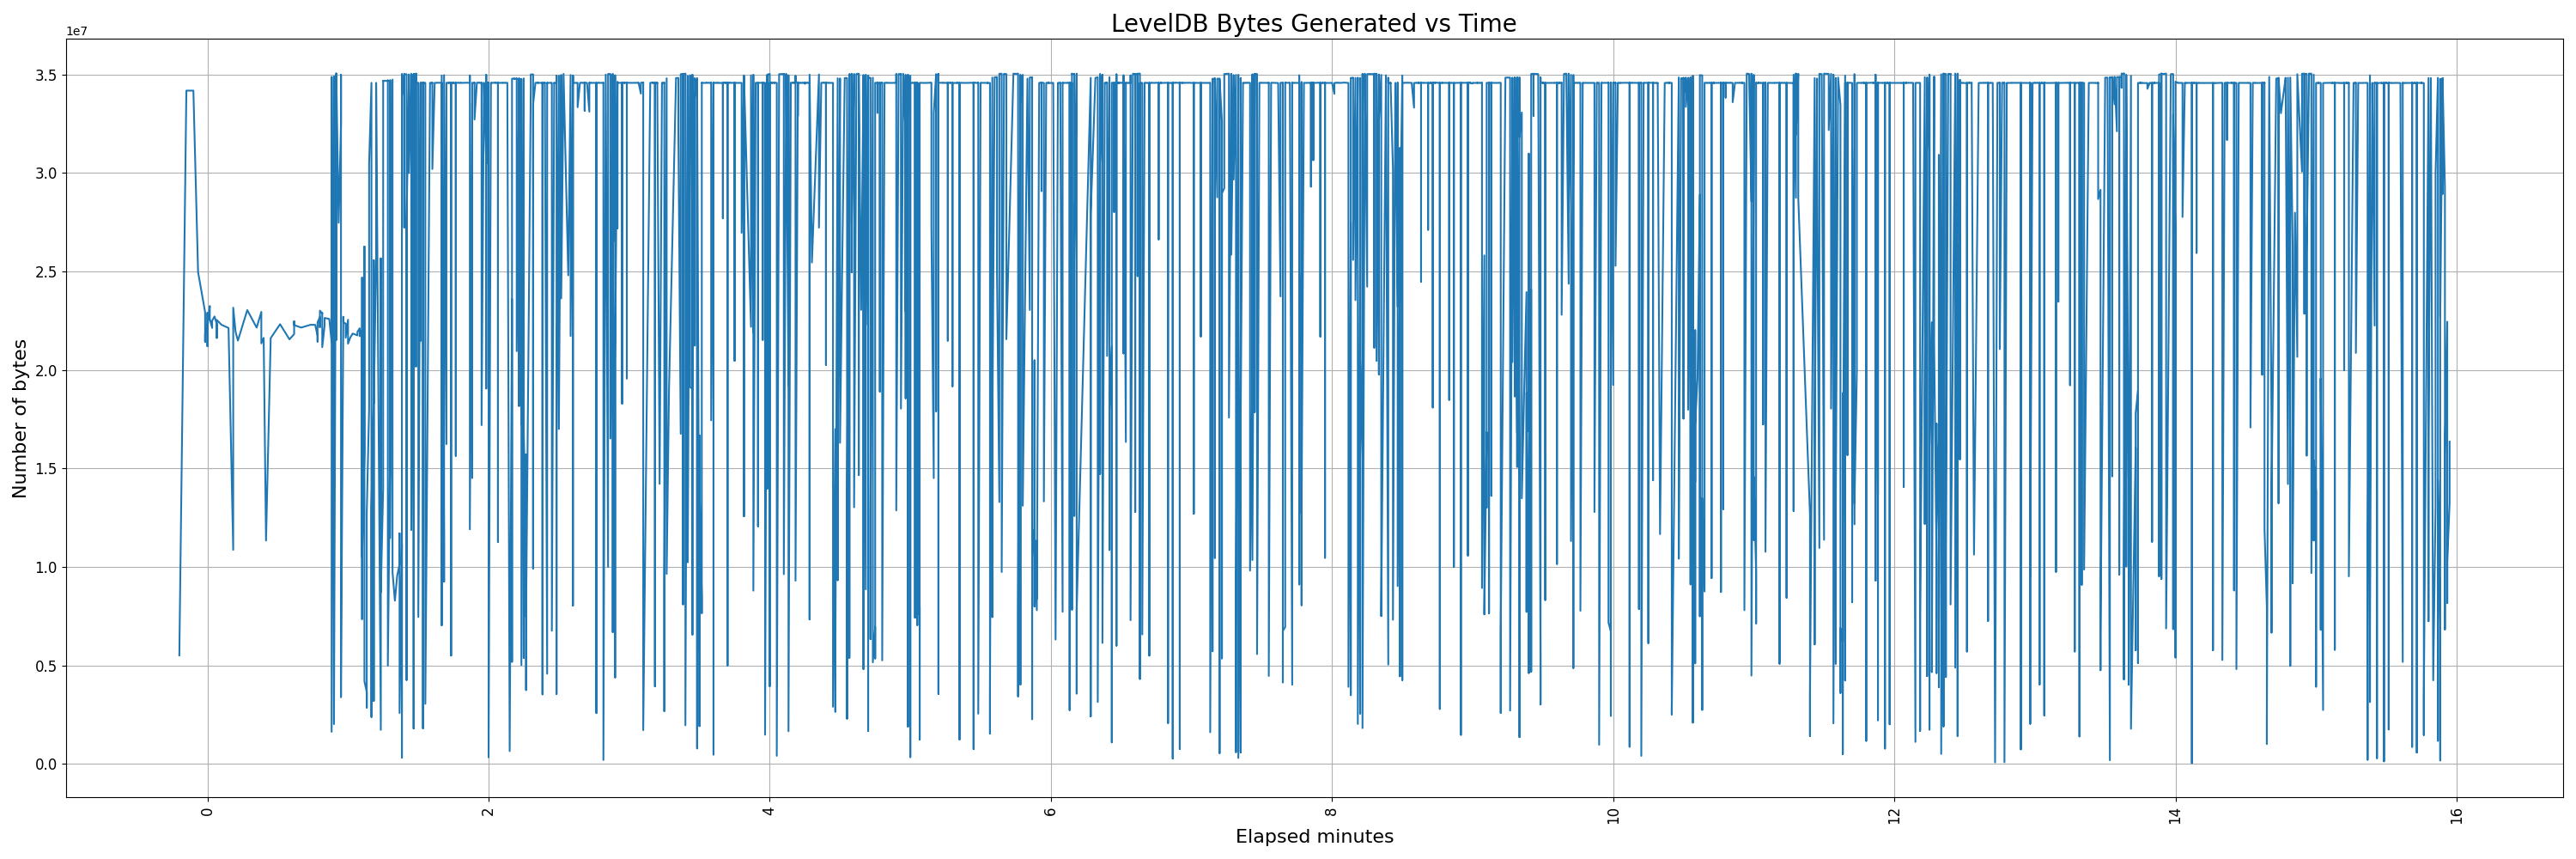 LevelDB Bytes Generated vs Time
1e7
3.5
3.0
2.5
2.0
1.5
1.0
0.5
0.0
Number of bytes
0 2 4 6 8 10 12 14 16
Elapsed minutes